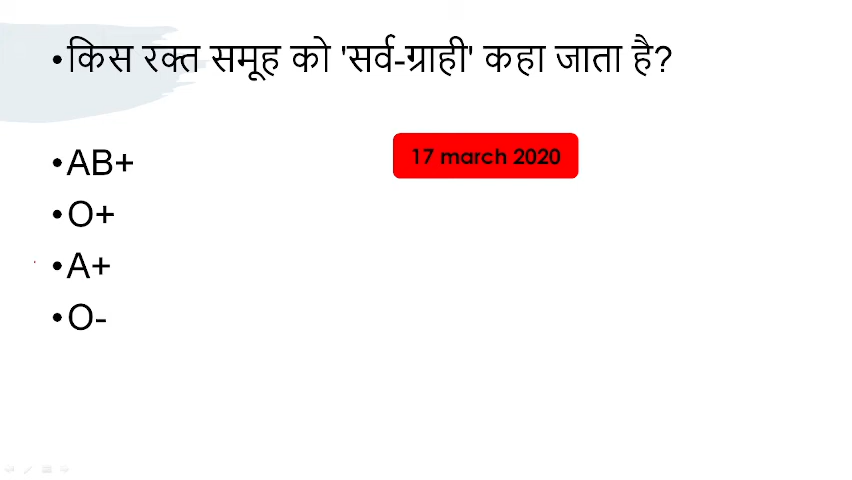 •किस रक्त समूह को 'सर्व-ग्राही' कहा जाता है?
•AB+
17 march 2020
•O+
•A+
•O-